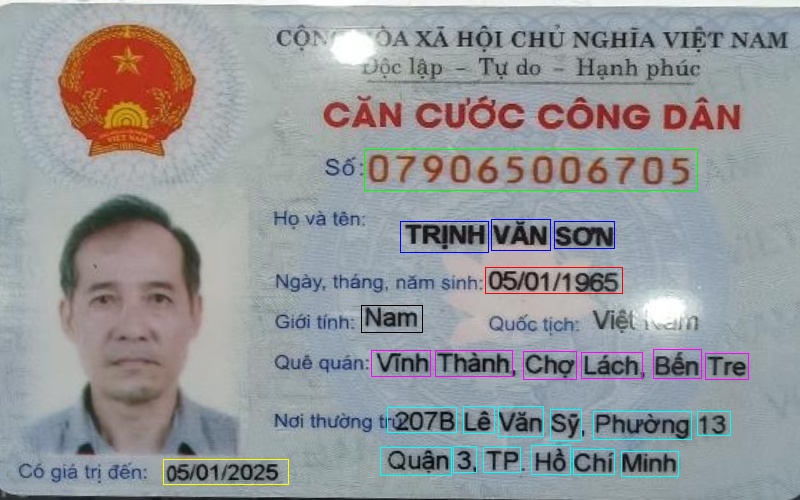 CỘNG HÒA XÃ HỘI CHỦ NGHĨA VIỆT NAM
Độc lập – Tự do – Hạnh phúc
CĂN CƯỚC CÔNG DÂN
Số: 079065006705
Họ và tên: TRỊNH VĂN SƠN
Ngày, tháng, năm sinh: 05/01/1965
Giới tính: Nam Quốc tịch: Việt Nam
Quê quán: Vĩnh Thành, Chợ Lách, Bến Tre
Nơi thường trú: 207B Lê Văn Sỹ, Phường 13
Quận 3, TP. Hồ Chí Minh
Có giá trị đến: 05/01/2025